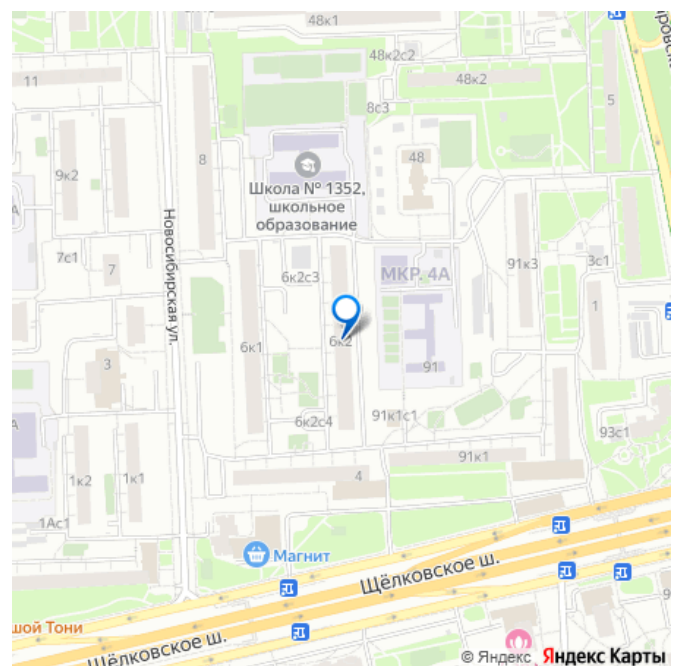 48к1
48к2с2
48к2
11
8с3
5
8
48
9к2
Школа № 1352,
школьное
образование
Новосибирская ул.
7с1
7
6к2с3
МКР. 4А
91к3
3с1
1
6к1
6к2
3
91
6к2с4
91к1с1
93с1
4
91к1
1к2
1к1
1Ас1
Магнит
Щёлковское ш.
шой Тони
Щёлковское ш.
© Яндекс
Яндекс Карты